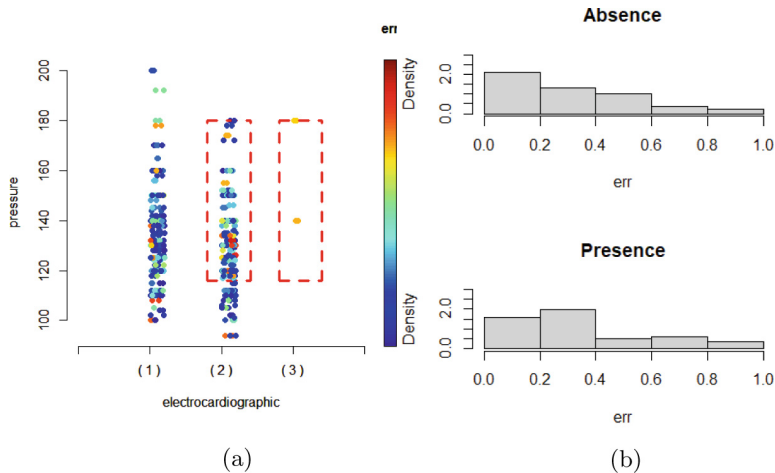 Absence
err
Density
Density
200
180
160
140
120
100
pressure
( 1 )
( 2 )
( 3 )
electrocardiographic
(a)
2.0
0.0
0.0 0.2 0.4 0.6 0.8 1.0
err
Presence
2.0
0.0
0.0 0.2 0.4 0.6 0.8 1.0
err
(b)